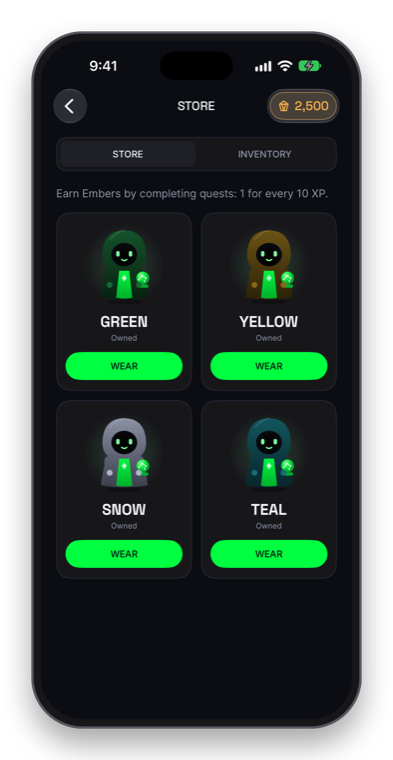 9:41
STORE
2,500
STORE
INVENTORY
Earn Embers by completing quests: 1 for every 10 XP.
GREEN
Owned
WEAR
YELLOW
Owned
WEAR
SNOW
Owned
WEAR
TEAL
Owned
WEAR